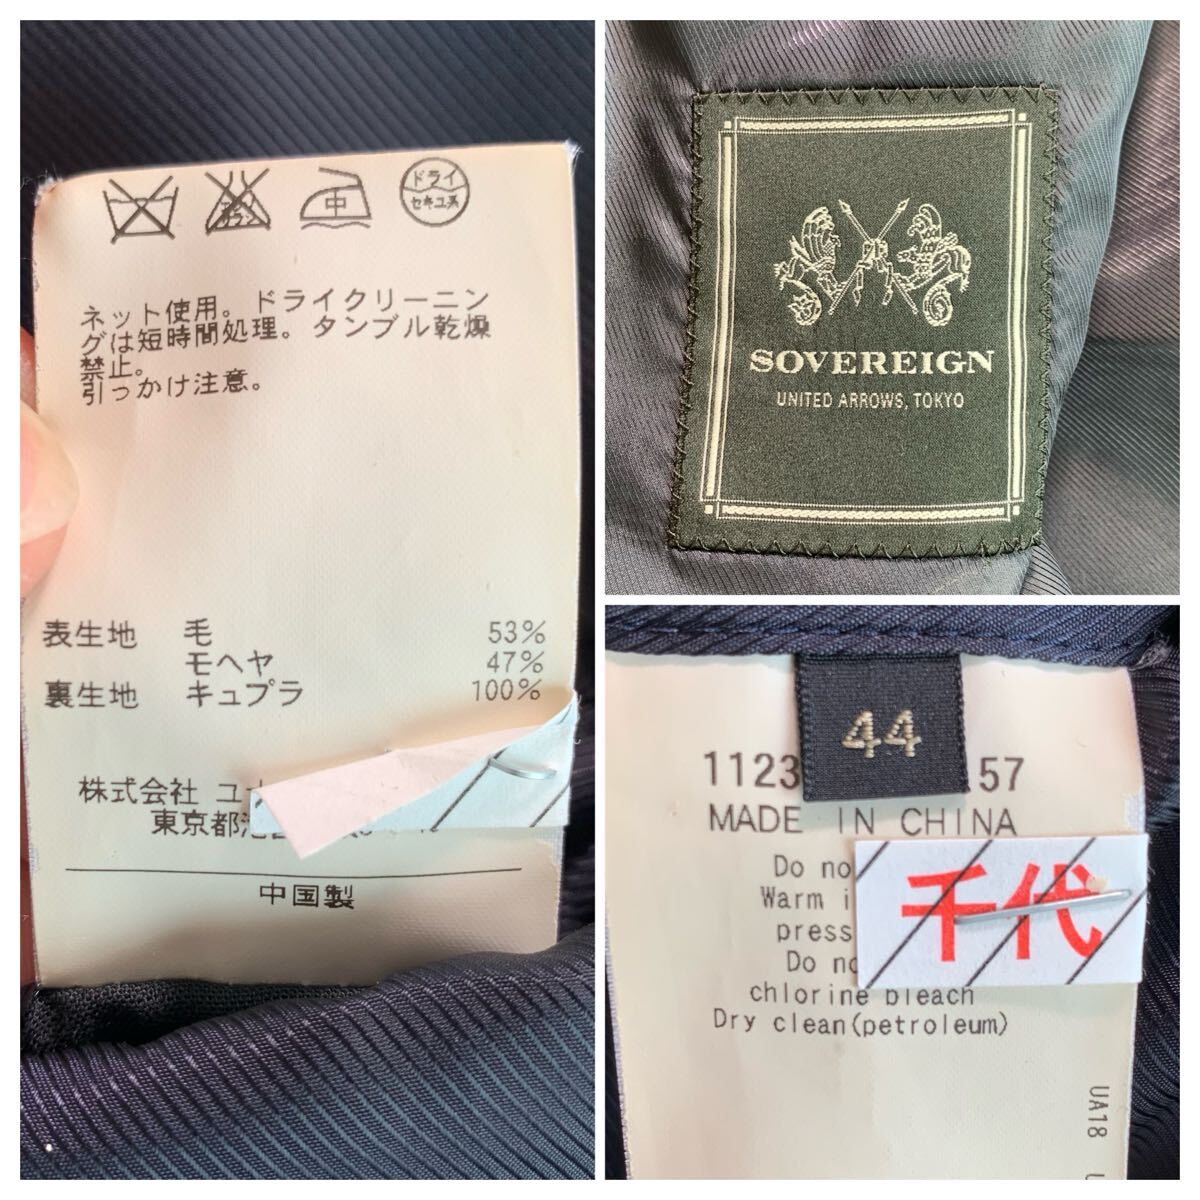 ドライ
セキユ系
中
ネット使用。ドライクリーニン
グは短時間処理。タンブル乾燥
禁止。
引っかけ注意。
表生地 毛 53%
モヘヤ 47%
裏生地 キュプラ 100%
株式会社
東京都
中国製
SOVEREIGN
UNITED ARROWS, TOKYO
44
1123 57
MADE IN CHINA
Do
Warm
press
Do
chlorine bleach
Dry clean(petroleum)
千代
UA18